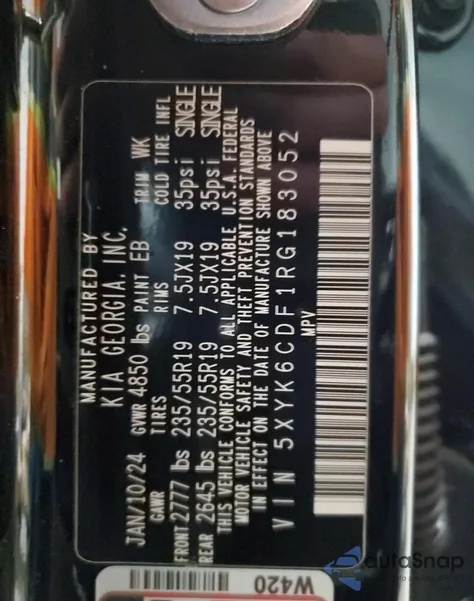 MANUFACTURED BY
KIA GEORGIA, INC.
JAN/10/24 GVWR 4850 lbs PAINT EB TRIM WK
GAWR TIRES RIMS COLD TIRE INFL
FRONT 2777 lbs 235/55R19 7.5JX19 35psi SINGLE
REAR 2645 lbs 235/55R19 7.5JX19 35psi SINGLE
THIS VEHICLE CONFORMS TO ALL APPLICABLE U.S.A. FEDERAL
MOTOR VEHICLE SAFETY AND THEFT PREVENTION STANDARDS
IN EFFECT ON THE DATE OF MANUFACTURE SHOWN ABOVE
VIN 5XYK6CDF1RG183052
MPV
W420
autaSnap